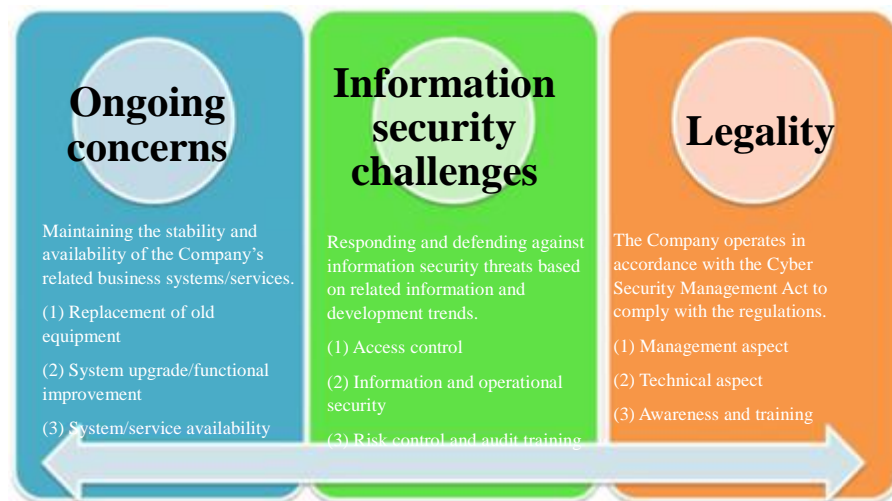 Ongoing
concerns
Maintaining the stability and
availability of the Company’s
related business systems/services.
(1) Replacement of old
equipment
(2) System upgrade/functional
improvement
(3) System/service availability
Information
security
challenges
Responding and defending against
information security threats based
on related information and
development trends.
(1) Access control
(2) Information and operational
security
(3) Risk control and audit training
Legality
The Company operates in
accordance with the Cyber
Security Management Act to
comply with the regulations.
(1) Management aspect
(2) Technical aspect
(3) Awareness and training